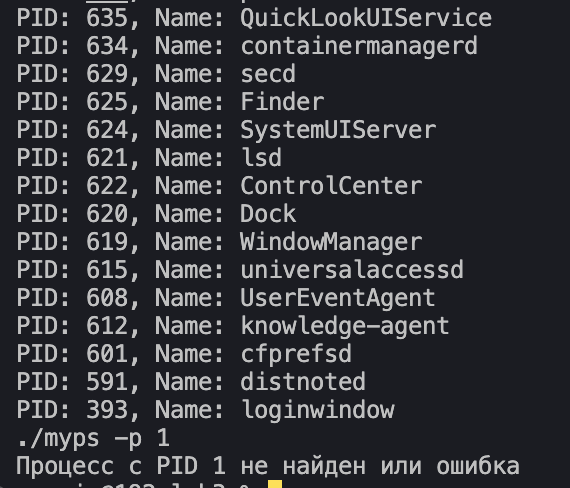 PID: 635, Name: QuickLookUIService
PID: 634, Name: containermanagerd
PID: 629, Name: secd
PID: 625, Name: Finder
PID: 624, Name: SystemUIServer
PID: 621, Name: lsd
PID: 622, Name: ControlCenter
PID: 620, Name: Dock
PID: 619, Name: WindowManager
PID: 615, Name: universalaccessd
PID: 608, Name: UserEventAgent
PID: 612, Name: knowledge-agent
PID: 601, Name: cfprefsd
PID: 591, Name: distnoted
PID: 393, Name: loginwindow
./myps -p 1
Процесс с PID 1 не найден или ошибка